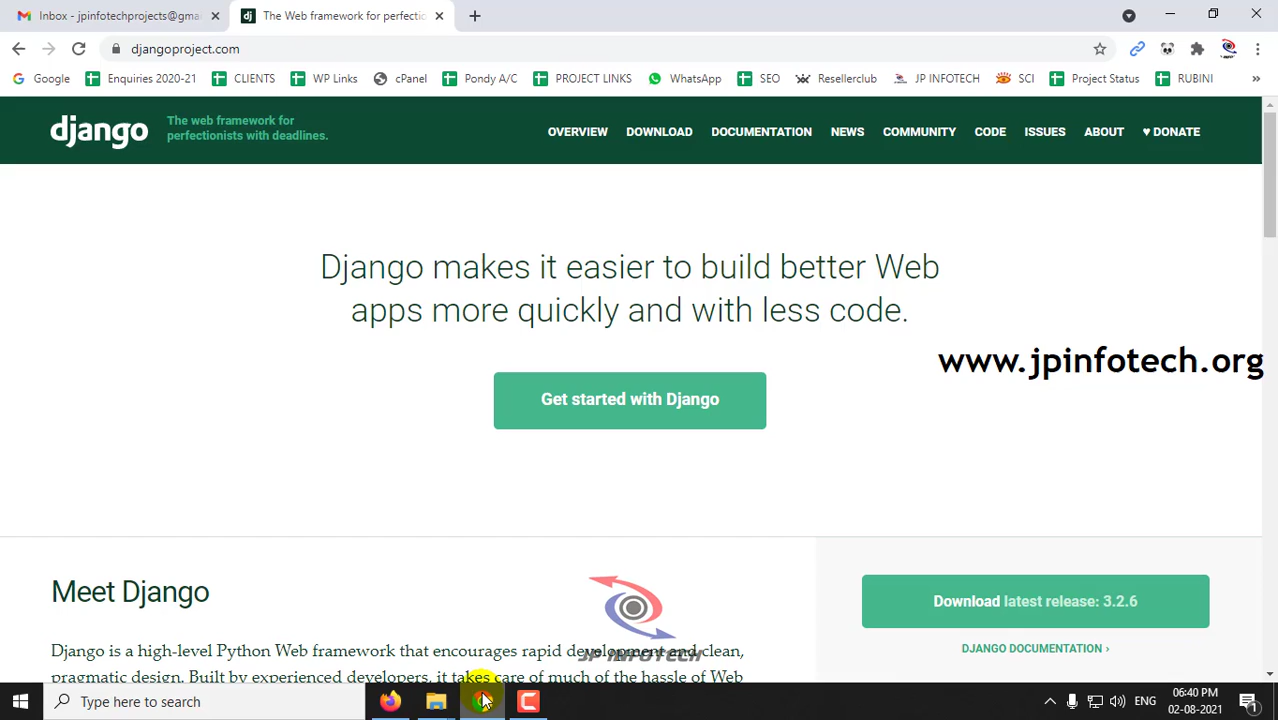 Inbox - jpinfotechprojects@gma
The Web framework for perfectio
djangoproject.com
Google
Enquiries 2020-21
CLIENTS
WP Links
cPanel
Pondy A/C
PROJECT LINKS
WhatsApp
SEO
Resellerclub
JP INFOTECH
SCI
Project Status
RUBINI
»
django
The web framework for
perfectionists with deadlines.
OVERVIEW
DOWNLOAD
DOCUMENTATION
NEWS
COMMUNITY
CODE
ISSUES
ABOUT
♥ DONATE
Django makes it easier to build better Web
apps more quickly and with less code.
www.jpinfotech.org
Get started with Django
Meet Django
Download latest release: 3.2.6
DJANGO DOCUMENTATION ›
Django is a high-level Python Web framework that encourages rapid development and clean,
JP INFOTECH
pragmatic design. Built by experienced developers, it takes care of much of the hassle of Web
Type here to search
ENG
06:40 PM
02-08-2021
1